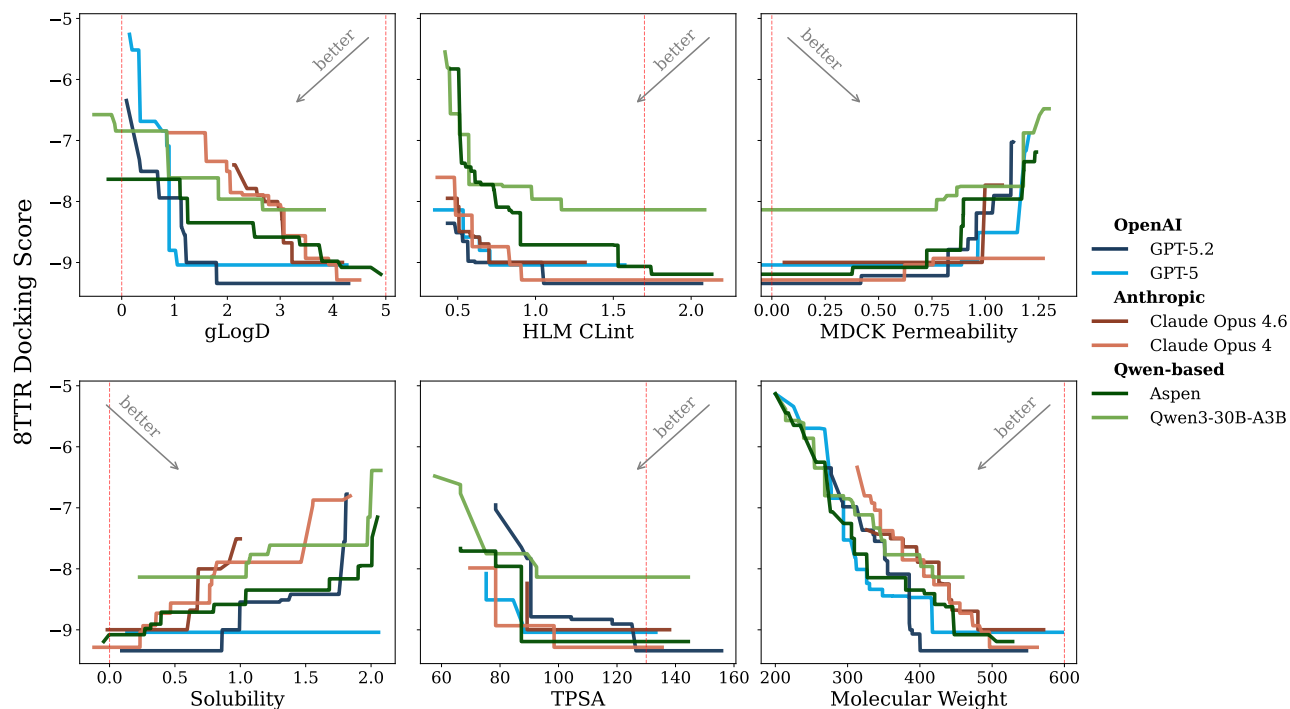 8TTR Docking Score
−5
−6
−7
−8
−9
better
0 1 2 3 4 5
gLogD
better
0.5 1.0 1.5 2.0
HLM CLint
better
0.00 0.25 0.50 0.75 1.00 1.25
MDCK Permeability
−5
−6
−7
−8
−9
better
0.0 0.5 1.0 1.5 2.0
Solubility
better
60 80 100 120 140 160
TPSA
better
200 300 400 500 600
Molecular Weight
OpenAI
GPT-5.2
GPT-5
Anthropic
Claude Opus 4.6
Claude Opus 4
Qwen-based
Aspen
Qwen3-30B-A3B